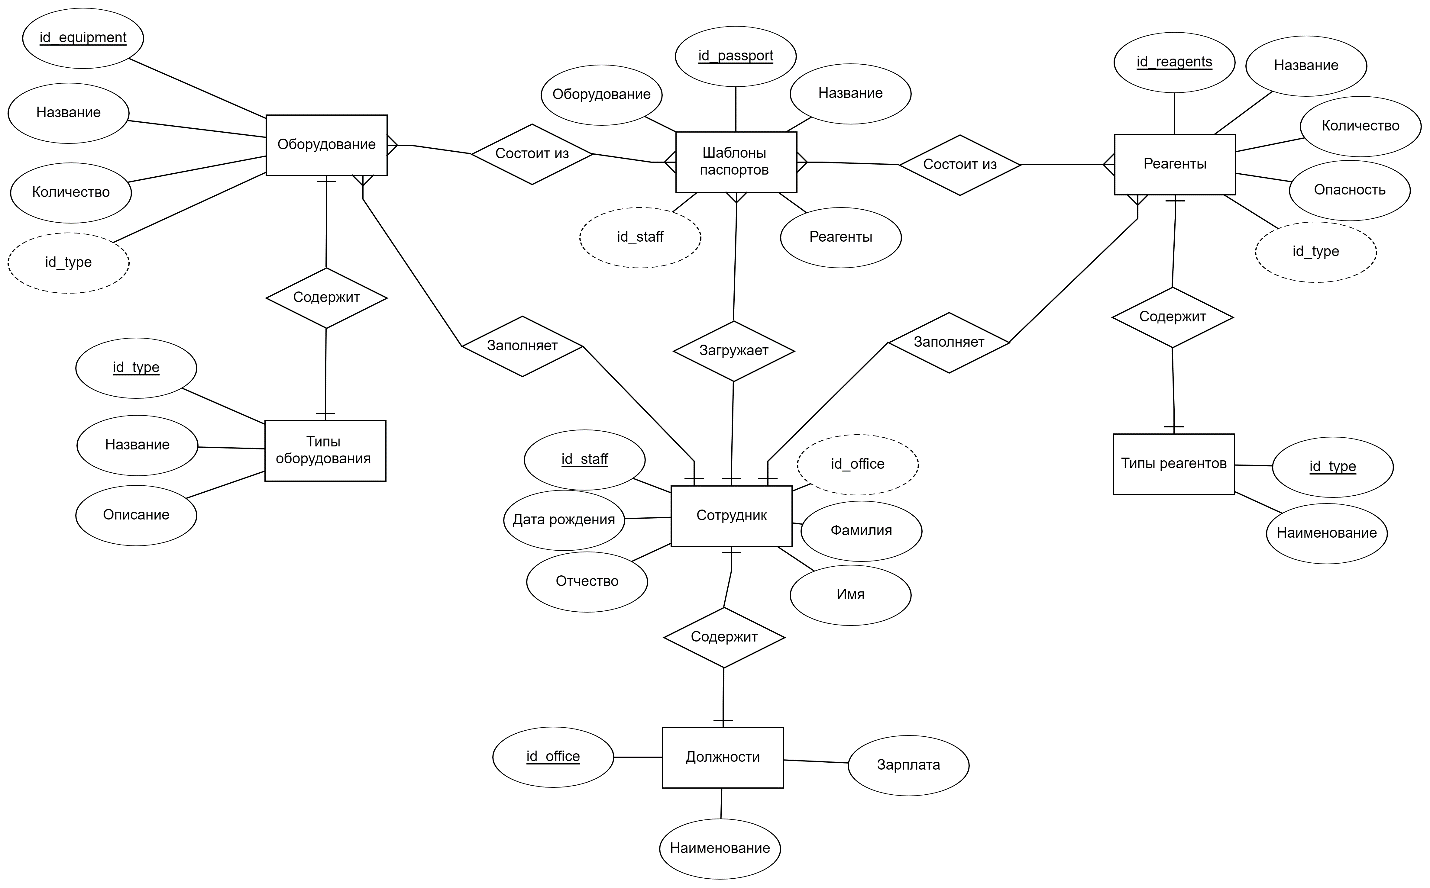 id_equipment
Название
Количество
id_type
Оборудование
Состоит из
Оборудование
id_passport
Название
Шаблоны
паспортов
id_staff
Реагенты
Состоит из
id_reagents
Название
Количество
Опасность
id_type
Реагенты
Содержит
Заполняет
Загружает
Заполняет
Содержит
id_type
Название
Описание
Типы
оборудования
id_staff
Дата рождения
Отчество
Сотрудник
id_office
Фамилия
Имя
Типы реагентов
id_type
Наименование
Содержит
id_office
Должности
Зарплата
Наименование